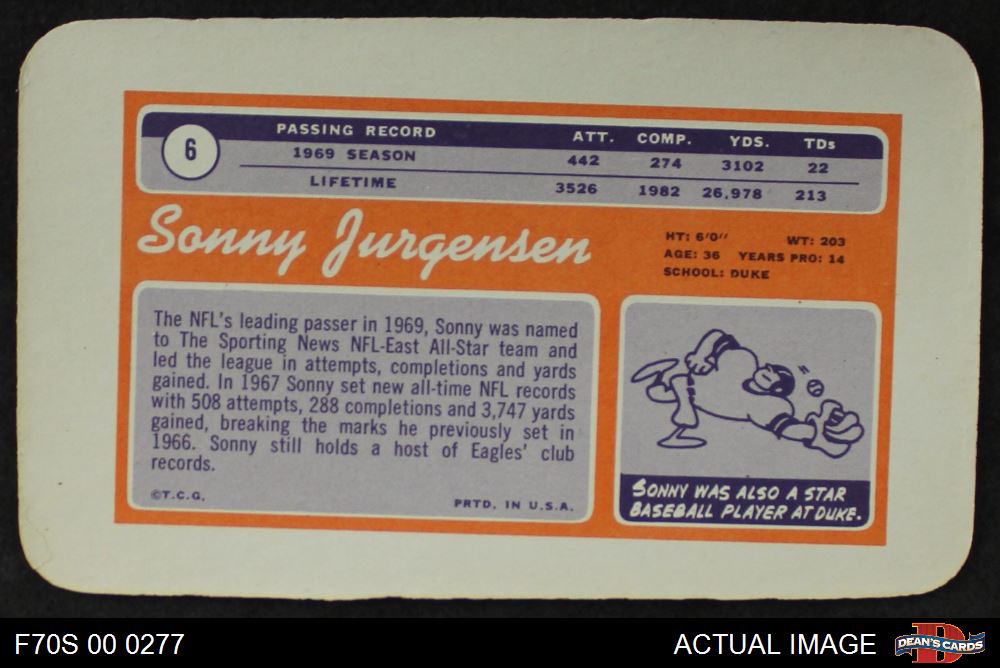 6
PASSING RECORD ATT. COMP. YDS. TDs
1969 SEASON 442 274 3102 22
LIFETIME 3526 1982 26,978 213
Sonny Jurgensen
HT: 6'0'' WT: 203
AGE: 36 YEARS PRO: 14
SCHOOL: DUKE
The NFL's leading passer in 1969, Sonny was named
to The Sporting News NFL-East All-Star team and
led the league in attempts, completions and yards
gained. In 1967 Sonny set new all-time NFL records
with 508 attempts, 288 completions and 3,747 yards
gained, breaking the marks he previously set in
1966. Sonny still holds a host of Eagles' club
records.
©T.C.G. PRTD. IN U.S.A.
SONNY WAS ALSO A STAR
BASEBALL PLAYER AT DUKE.
F70S 00 0277 ACTUAL IMAGE D DEAN'S CARDS